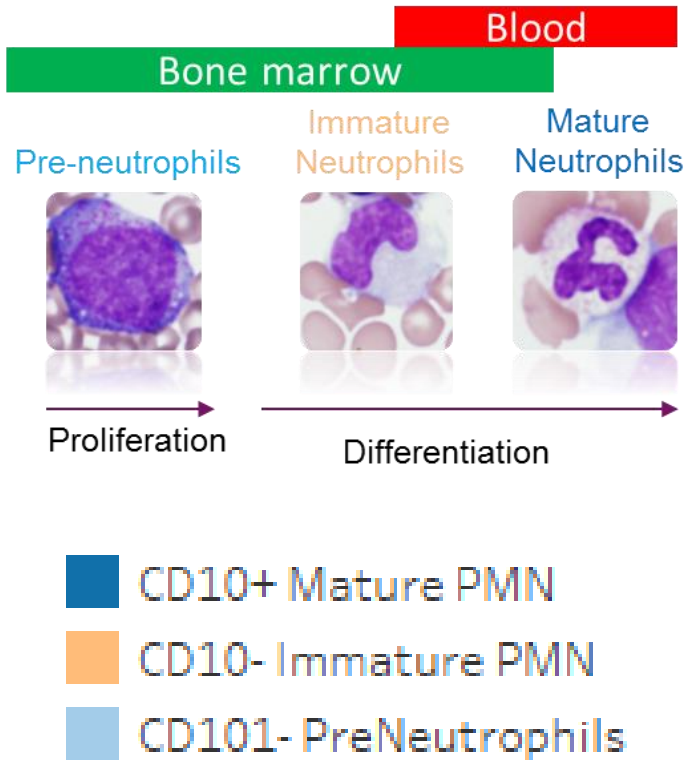 Blood
Bone marrow
Immature
Neutrophils
Mature
Neutrophils
Pre-neutrophils
Proliferation
Differentiation
CD10+ Mature PMN
CD10- Immature PMN
CD101- PreNeutrophils